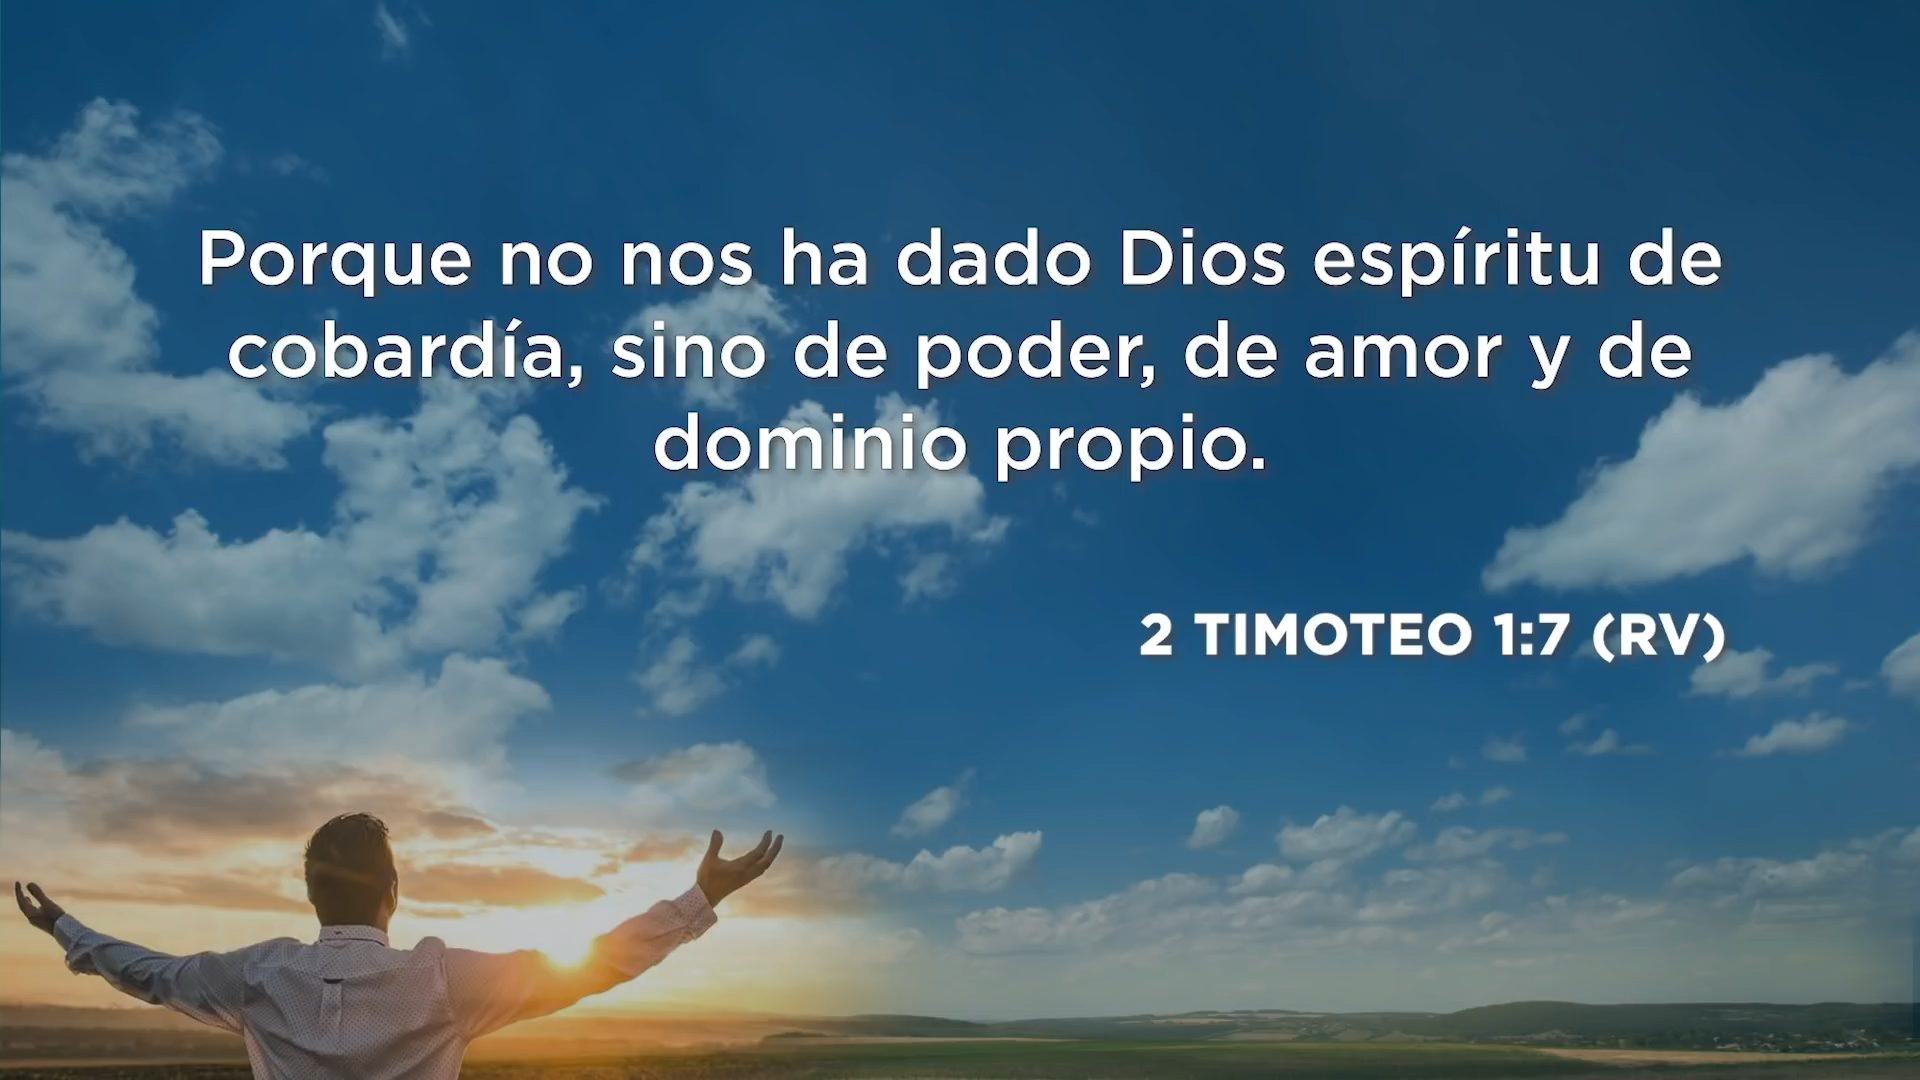 Porque no nos ha dado Dios espíritu de
cobardía, sino de poder, de amor y de
dominio propio.
2 TIMOTEO 1:7 (RV)